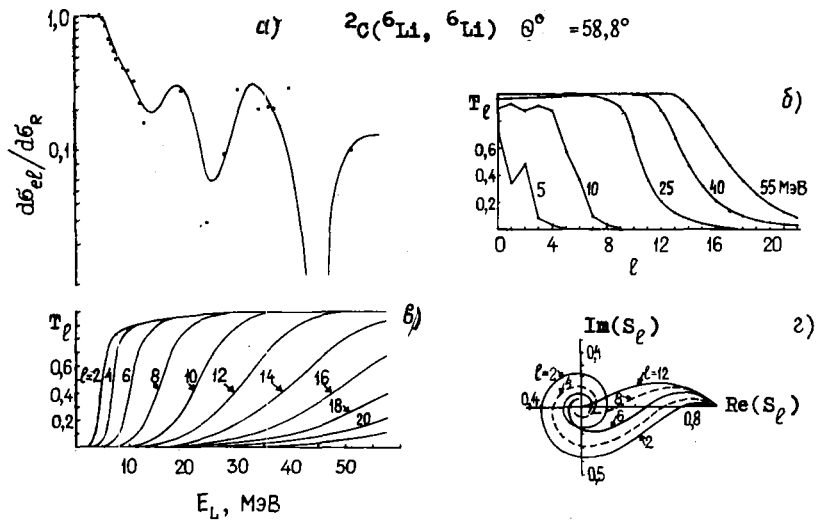 а) ²C(⁶Li, ⁶Li) Θ° =58,8°
dσel/dσR
1,0
0,1
б)
Tℓ
0,6
0,4
0,2
5
10
25
40
55 МэВ
0 4 8 12 16 20
ℓ
в)
Tℓ
0,6
0,4
0,2
ℓ=2 4 6 8 10 12 14 16
18
20
10 20 30 40 50
E_L, МэВ
г)
Im(Sℓ)
0,4
ℓ=2
4
ℓ=12
8
6
2
0,4
0,8
Re(Sℓ)
0,5